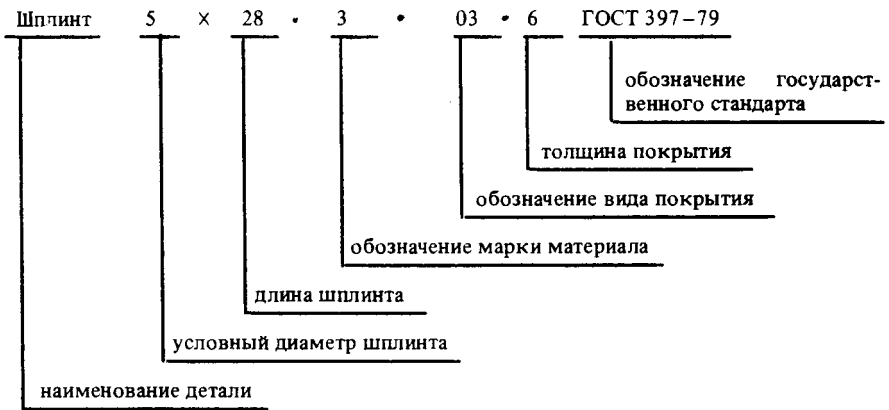 Шплинт 5 × 28 . 3 . 03 . 6 ГОСТ 397–79
обозначение государст-
венного стандарта
толщина покрытия
обозначение вида покрытия
обозначение марки материала
длина шплинта
условный диаметр шплинта
наименование детали